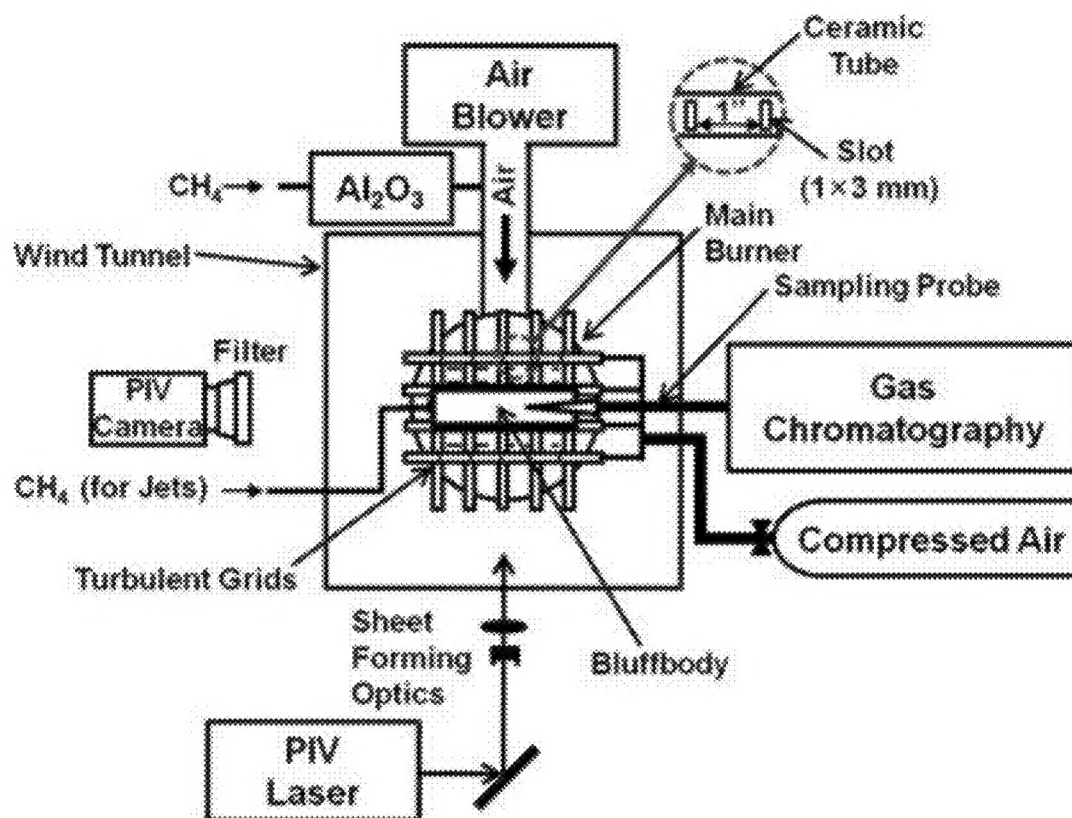 Ceramic
Tube
Air
Blower
1"
Slot
(1×3 mm)
CH₄
Al₂O₃
Air
Main
Burner
Wind Tunnel
Sampling Probe
Filter
PIV
Camera
Gas
Chromatography
CH₄ (for Jets)
Compressed Air
Turbulent Grids
Sheet
Forming
Optics
Bluffbody
PIV
Laser